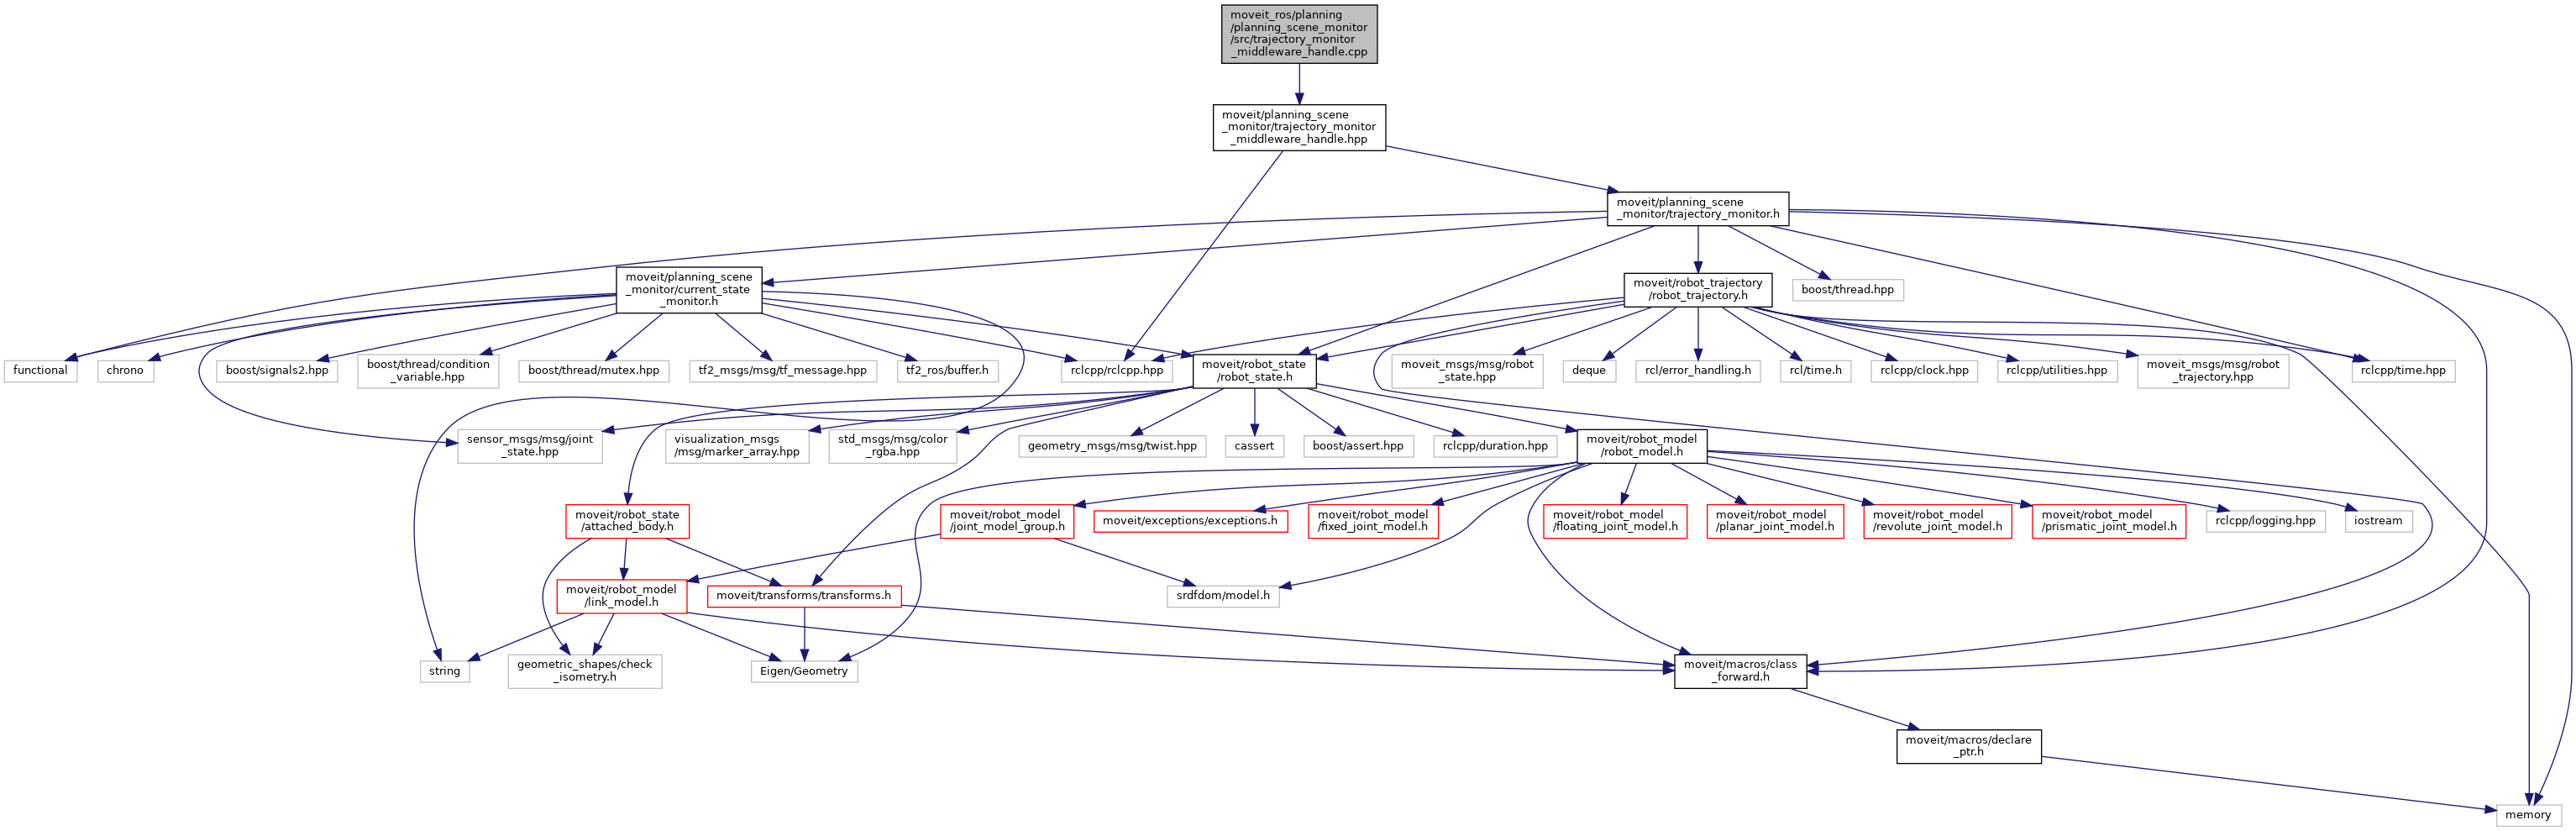 moveit_ros/planning
/planning_scene_monitor
/src/trajectory_monitor
_middleware_handle.cpp
moveit/planning_scene
_monitor/trajectory_monitor
_middleware_handle.hpp
moveit/planning_scene
_monitor/trajectory_monitor.h
moveit/planning_scene
_monitor/current_state
_monitor.h
moveit/robot_trajectory
/robot_trajectory.h
boost/thread.hpp
functional
chrono
boost/signals2.hpp
boost/thread/condition
_variable.hpp
boost/thread/mutex.hpp
tf2_msgs/msg/tf_message.hpp
tf2_ros/buffer.h
rclcpp/rclcpp.hpp
moveit/robot_state
/robot_state.h
moveit_msgs/msg/robot
_state.hpp
deque
rcl/error_handling.h
rcl/time.h
rclcpp/clock.hpp
rclcpp/utilities.hpp
moveit_msgs/msg/robot
_trajectory.hpp
rclcpp/time.hpp
sensor_msgs/msg/joint
_state.hpp
visualization_msgs
/msg/marker_array.hpp
std_msgs/msg/color
_rgba.hpp
geometry_msgs/msg/twist.hpp
cassert
boost/assert.hpp
rclcpp/duration.hpp
moveit/robot_model
/robot_model.h
moveit/robot_state
/attached_body.h
moveit/robot_model
/joint_model_group.h
moveit/exceptions/exceptions.h
moveit/robot_model
/fixed_joint_model.h
moveit/robot_model
/floating_joint_model.h
moveit/robot_model
/planar_joint_model.h
moveit/robot_model
/revolute_joint_model.h
moveit/robot_model
/prismatic_joint_model.h
rclcpp/logging.hpp
iostream
moveit/robot_model
/link_model.h
moveit/transforms/transforms.h
srdfdom/model.h
string
geometric_shapes/check
_isometry.h
Eigen/Geometry
moveit/macros/class
_forward.h
moveit/macros/declare
_ptr.h
memory